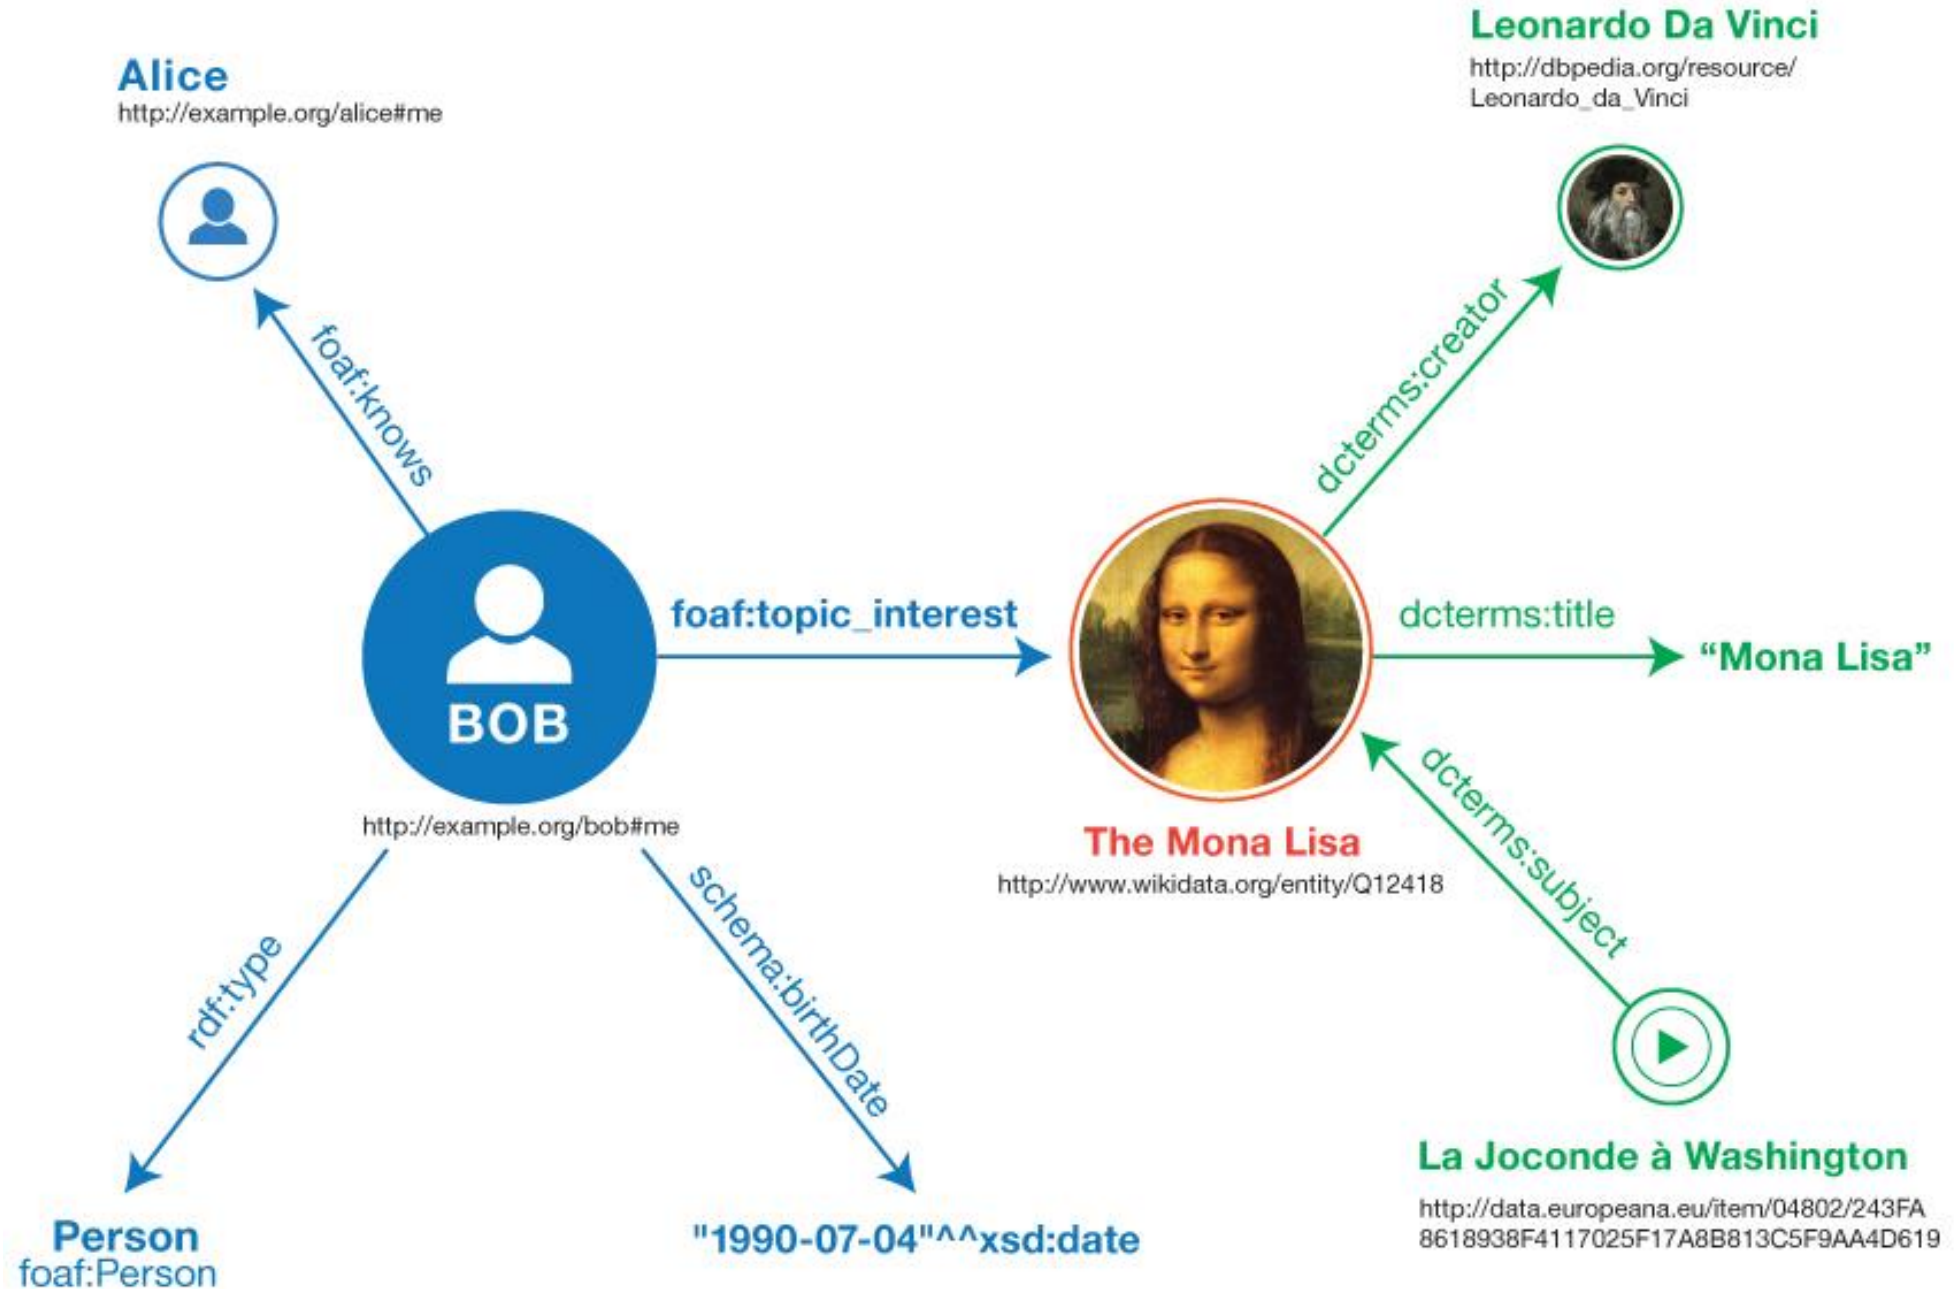 Leonardo Da Vinci
http://dbpedia.org/resource/
Leonardo_da_Vinci
Alice
http://example.org/alice#me
foaf:knows
dcterms:creator
foaf:topic_interest
dcterms:title
“Mona Lisa”
BOB
http://example.org/bob#me
The Mona Lisa
http://www.wikidata.org/entity/Q12418
dcterms:subject
rdf:type
schema:birthDate
La Joconde à Washington
http://data.europeana.eu/item/04802/243FA
8618938F4117025F17A8B813C5F9AA4D619
Person
foaf:Person
"1990-07-04"^^xsd:date